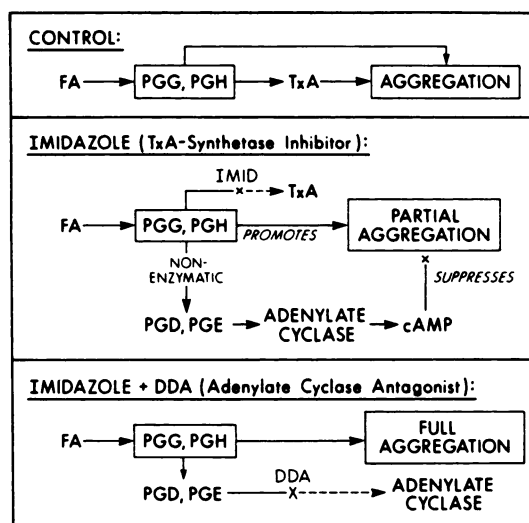 CONTROL:
FA PGG, PGH TxA AGGREGATION
IMIDAZOLE (TxA-Synthetase Inhibitor):
IMID
TxA
FA PGG, PGH PROMOTES PARTIAL
AGGREGATION
NON-
ENZYMATIC
SUPPRESSES
PGD, PGE ADENYLATE
CYCLASE cAMP
IMIDAZOLE + DDA (Adenylate Cyclase Antagonist):
FA PGG, PGH FULL
AGGREGATION
DDA
PGD, PGE ADENYLATE
CYCLASE